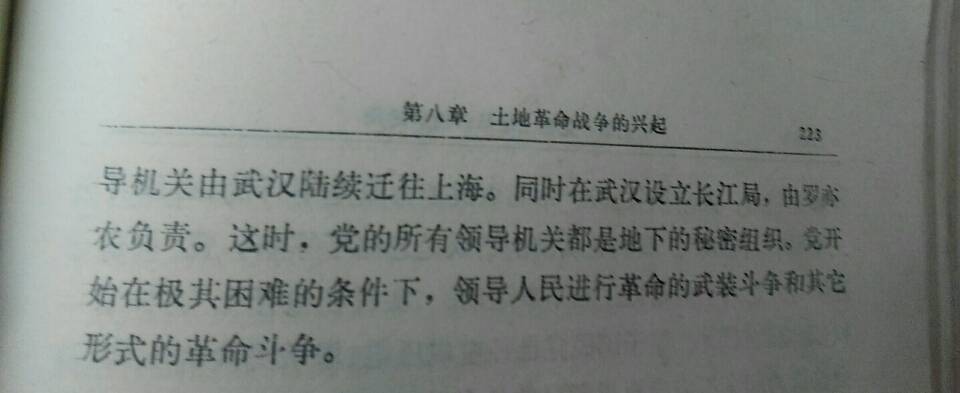 第八章 土地革命战争的兴起 223
导机关由武汉陆续迁往上海。同时在武汉设立长江局，由罗亦
农负责。这时，党的所有领导机关都是地下的秘密组织。党开
始在极其困难的条件下，领导人民进行革命的武装斗争和其它
形式的革命斗争。